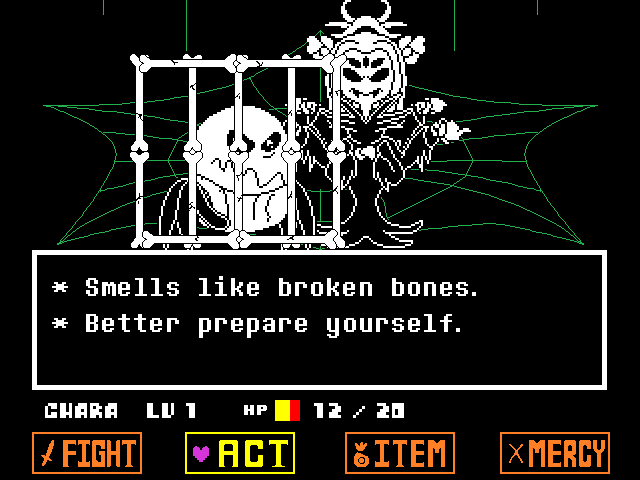 * Smells like broken bones.
* Better prepare yourself.
CHARA LV 1 HP 12 / 20
FIGHT ACT ITEM MERCY